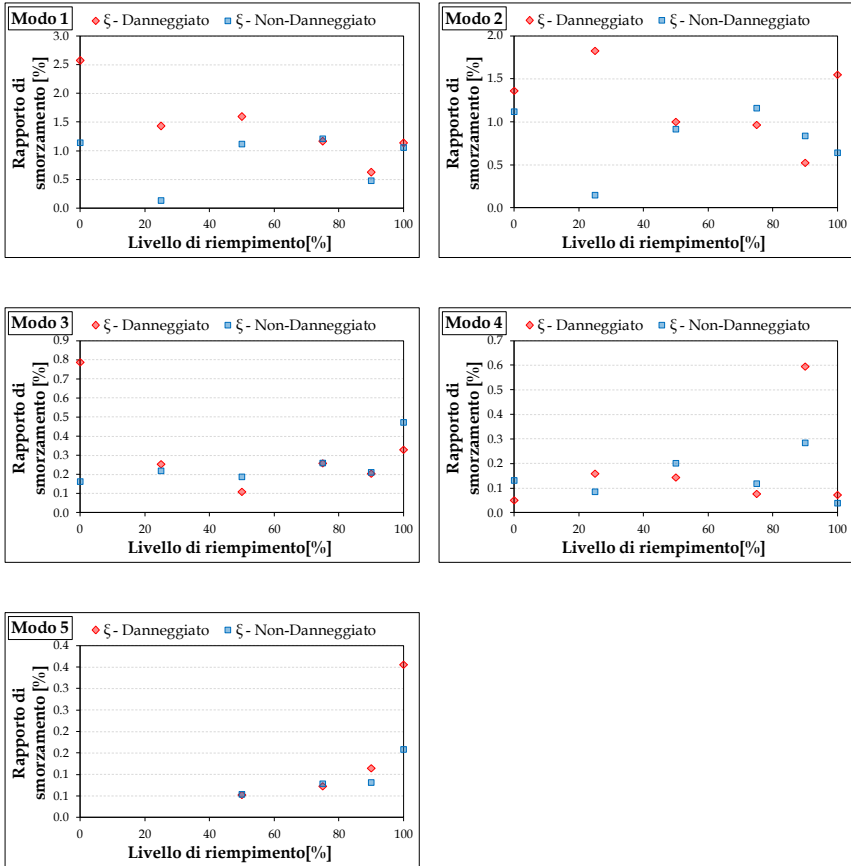 Modo 1 ξ - Danneggiato ξ - Non-Danneggiato
Rapporto di
smorzamento [%]
3.0
2.5
2.0
1.5
1.0
0.5
0.0
0 20 40 60 80 100
Livello di riempimento[%]
Modo 2 ξ - Danneggiato ξ - Non-Danneggiato
Rapporto di
smorzamento [%]
2.0
1.5
1.0
0.5
0.0
0 20 40 60 80 100
Livello di riempimento[%]
Modo 3 ξ - Danneggiato ξ - Non-Danneggiato
Rapporto di
smorzamento [%]
0.9
0.8
0.7
0.6
0.5
0.4
0.3
0.2
0.1
0.0
0 20 40 60 80 100
Livello di riempimento[%]
Modo 4 ξ - Danneggiato ξ - Non-Danneggiato
Rapporto di
smorzamento [%]
0.7
0.6
0.5
0.4
0.3
0.2
0.1
0.0
0 20 40 60 80 100
Livello di riempimento[%]
Modo 5 ξ - Danneggiato ξ - Non-Danneggiato
Rapporto di
smorzamento [%]
0.4
0.4
0.3
0.3
0.2
0.2
0.1
0.1
0.0
0 20 40 60 80 100
Livello di riempimento[%]